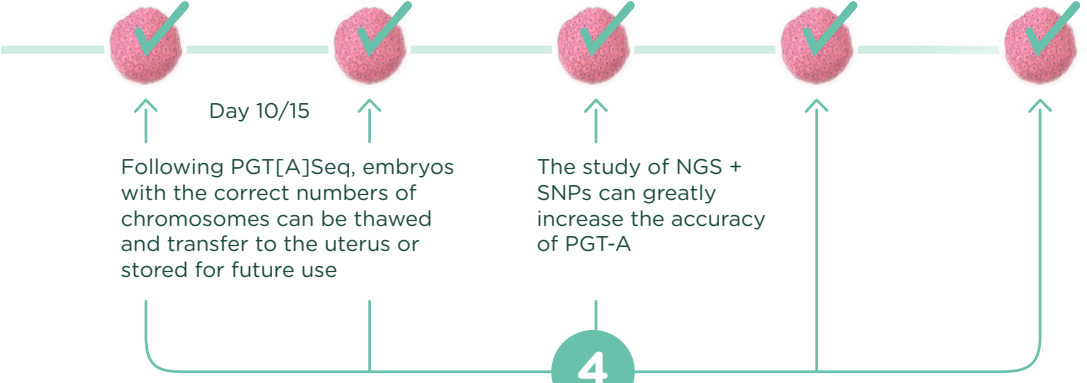 Day 10/15
Following PGT[A]Seq, embryos
with the correct numbers of
chromosomes can be thawed
and transfer to the uterus or
stored for future use
The study of NGS +
SNPs can greatly
increase the accuracy
of PGT-A
4